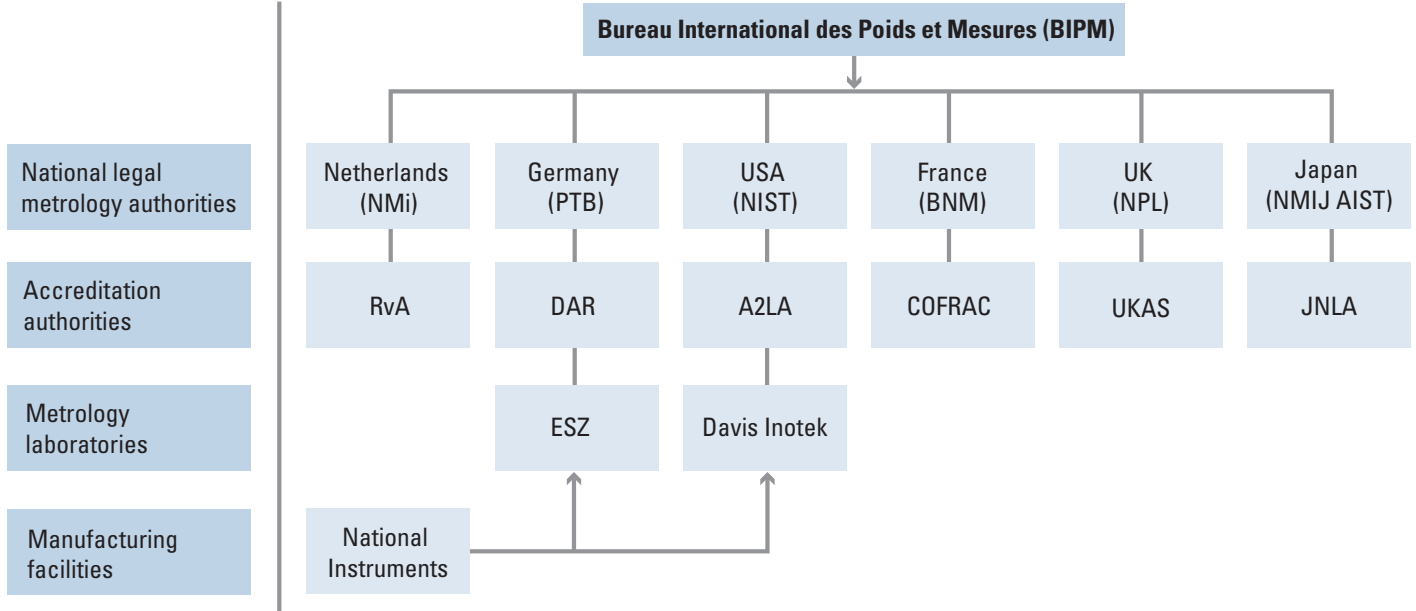 Bureau International des Poids et Mesures (BIPM)
National legal
metrology authorities
Netherlands
(NMi)
Germany
(PTB)
USA
(NIST)
France
(BNM)
UK
(NPL)
Japan
(NMIJ AIST)
Accreditation
authorities
RvA
DAR
A2LA
COFRAC
UKAS
JNLA
Metrology
laboratories
ESZ
Davis Inotek
Manufacturing
facilities
National
Instruments